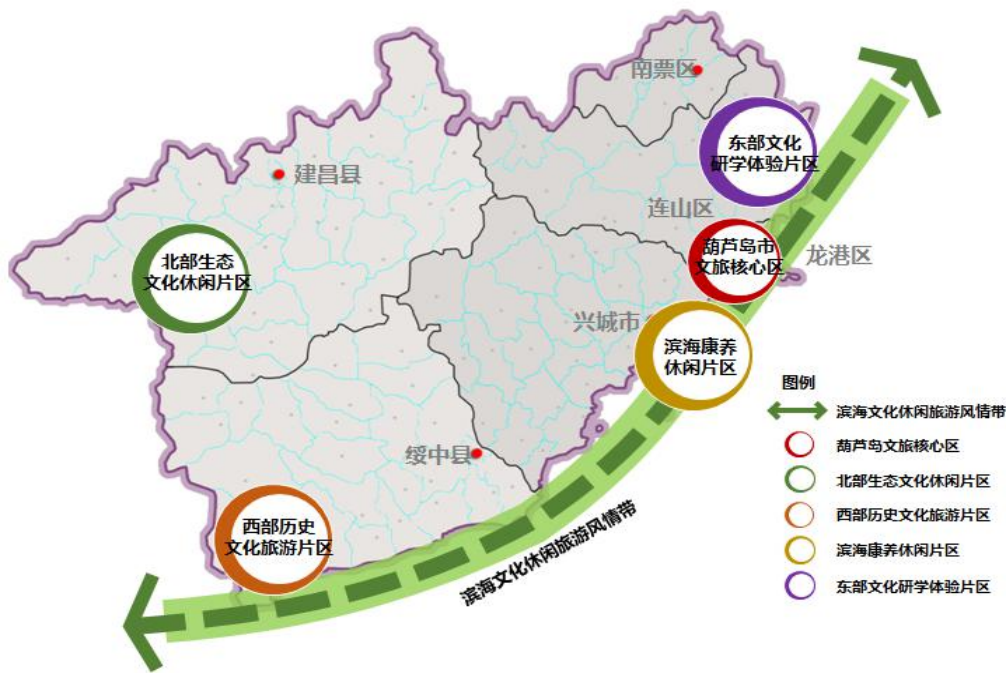 南票区
东部文化
研学体验片区
建昌县
连山区
葫芦岛市
文旅核心区
龙港区
北部生态
文化休闲片区
兴城市
滨海康养
休闲片区
绥中县
西部历史
文化旅游片区
滨海文化休闲旅游风情带
图例
滨海文化休闲旅游风情带
葫芦岛文旅核心区
北部生态文化休闲片区
西部历史文化旅游片区
滨海康养休闲片区
东部文化研学体验片区